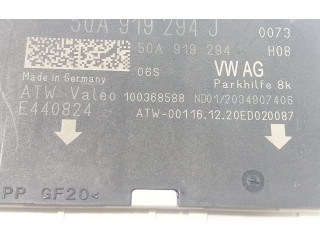 5QA 919 294 J 0073
5QA 919 294 H08
06S VW AG
Made in Germany Parkhilfe 8k
ATW Valeo 100368588 ND01/2034907406
E440824 ATW-00116.12.20ED020087
PP GF20<